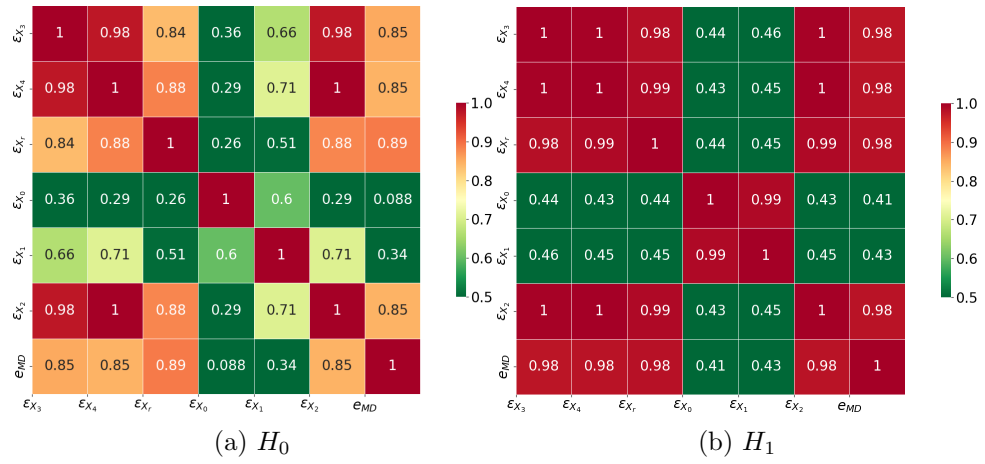 ε_{X_3} 1 0.98 0.84 0.36 0.66 0.98 0.85
ε_{X_4} 0.98 1 0.88 0.29 0.71 1 0.85
ε_{X_r} 0.84 0.88 1 0.26 0.51 0.88 0.89
ε_{X_0} 0.36 0.29 0.26 1 0.6 0.29 0.088
ε_{X_1} 0.66 0.71 0.51 0.6 1 0.71 0.34
ε_{X_2} 0.98 1 0.88 0.29 0.71 1 0.85
e_{MD} 0.85 0.85 0.89 0.088 0.34 0.85 1
ε_{X_3} ε_{X_4} ε_{X_r} ε_{X_0} ε_{X_1} ε_{X_2} e_{MD}
1.0
0.9
0.8
0.7
0.6
0.5
(a) H_0
ε_{X_3} 1 1 0.98 0.44 0.46 1 0.98
ε_{X_4} 1 1 0.99 0.43 0.45 1 0.98
ε_{X_r} 0.98 0.99 1 0.44 0.45 0.99 0.98
ε_{X_0} 0.44 0.43 0.44 1 0.99 0.43 0.41
ε_{X_1} 0.46 0.45 0.45 0.99 1 0.45 0.43
ε_{X_2} 1 1 0.99 0.43 0.45 1 0.98
e_{MD} 0.98 0.98 0.98 0.41 0.43 0.98 1
ε_{X_3} ε_{X_4} ε_{X_r} ε_{X_0} ε_{X_1} ε_{X_2} e_{MD}
1.0
0.9
0.8
0.7
0.6
0.5
(b) H_1